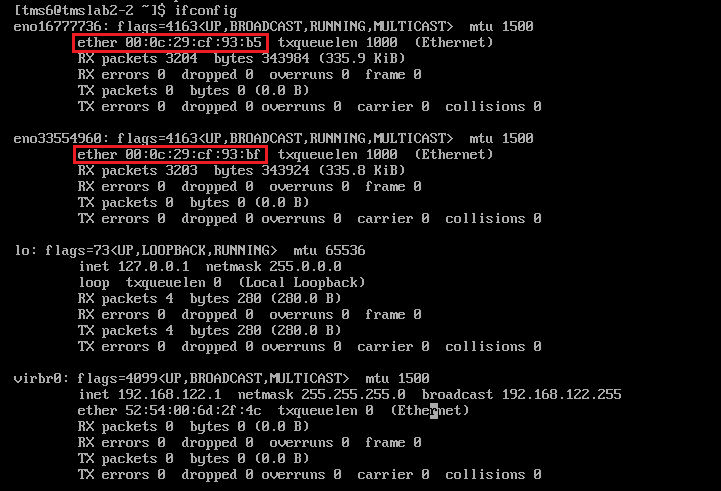 [tms6@tmslab2-2 ~]$ ifconfig
eno16777736: flags=4163<UP,BROADCAST,RUNNING,MULTICAST>  mtu 1500
        ether 00:0c:29:cf:93:b5  txqueuelen 1000  (Ethernet)
        RX packets 3204  bytes 343984 (335.9 KiB)
        RX errors 0  dropped 0  overruns 0  frame 0
        TX packets 0  bytes 0 (0.0 B)
        TX errors 0  dropped 0 overruns 0  carrier 0  collisions 0

eno33554960: flags=4163<UP,BROADCAST,RUNNING,MULTICAST>  mtu 1500
        ether 00:0c:29:cf:93:bf  txqueuelen 1000  (Ethernet)
        RX packets 3203  bytes 343924 (335.8 KiB)
        RX errors 0  dropped 0  overruns 0  frame 0
        TX packets 0  bytes 0 (0.0 B)
        TX errors 0  dropped 0 overruns 0  carrier 0  collisions 0

lo: flags=73<UP,LOOPBACK,RUNNING>  mtu 65536
        inet 127.0.0.1  netmask 255.0.0.0
        loop  txqueuelen 0  (Local Loopback)
        RX packets 4  bytes 280 (280.0 B)
        RX errors 0  dropped 0  overruns 0  frame 0
        TX packets 4  bytes 280 (280.0 B)
        TX errors 0  dropped 0 overruns 0  carrier 0  collisions 0

virbr0: flags=4099<UP,BROADCAST,MULTICAST>  mtu 1500
        inet 192.168.122.1  netmask 255.255.255.0  broadcast 192.168.122.255
        ether 52:54:00:6d:2f:4c  txqueuelen 0  (Ethernet)
        RX packets 0  bytes 0 (0.0 B)
        RX errors 0  dropped 0  overruns 0  frame 0
        TX packets 0  bytes 0 (0.0 B)
        TX errors 0  dropped 0 overruns 0  carrier 0  collisions 0